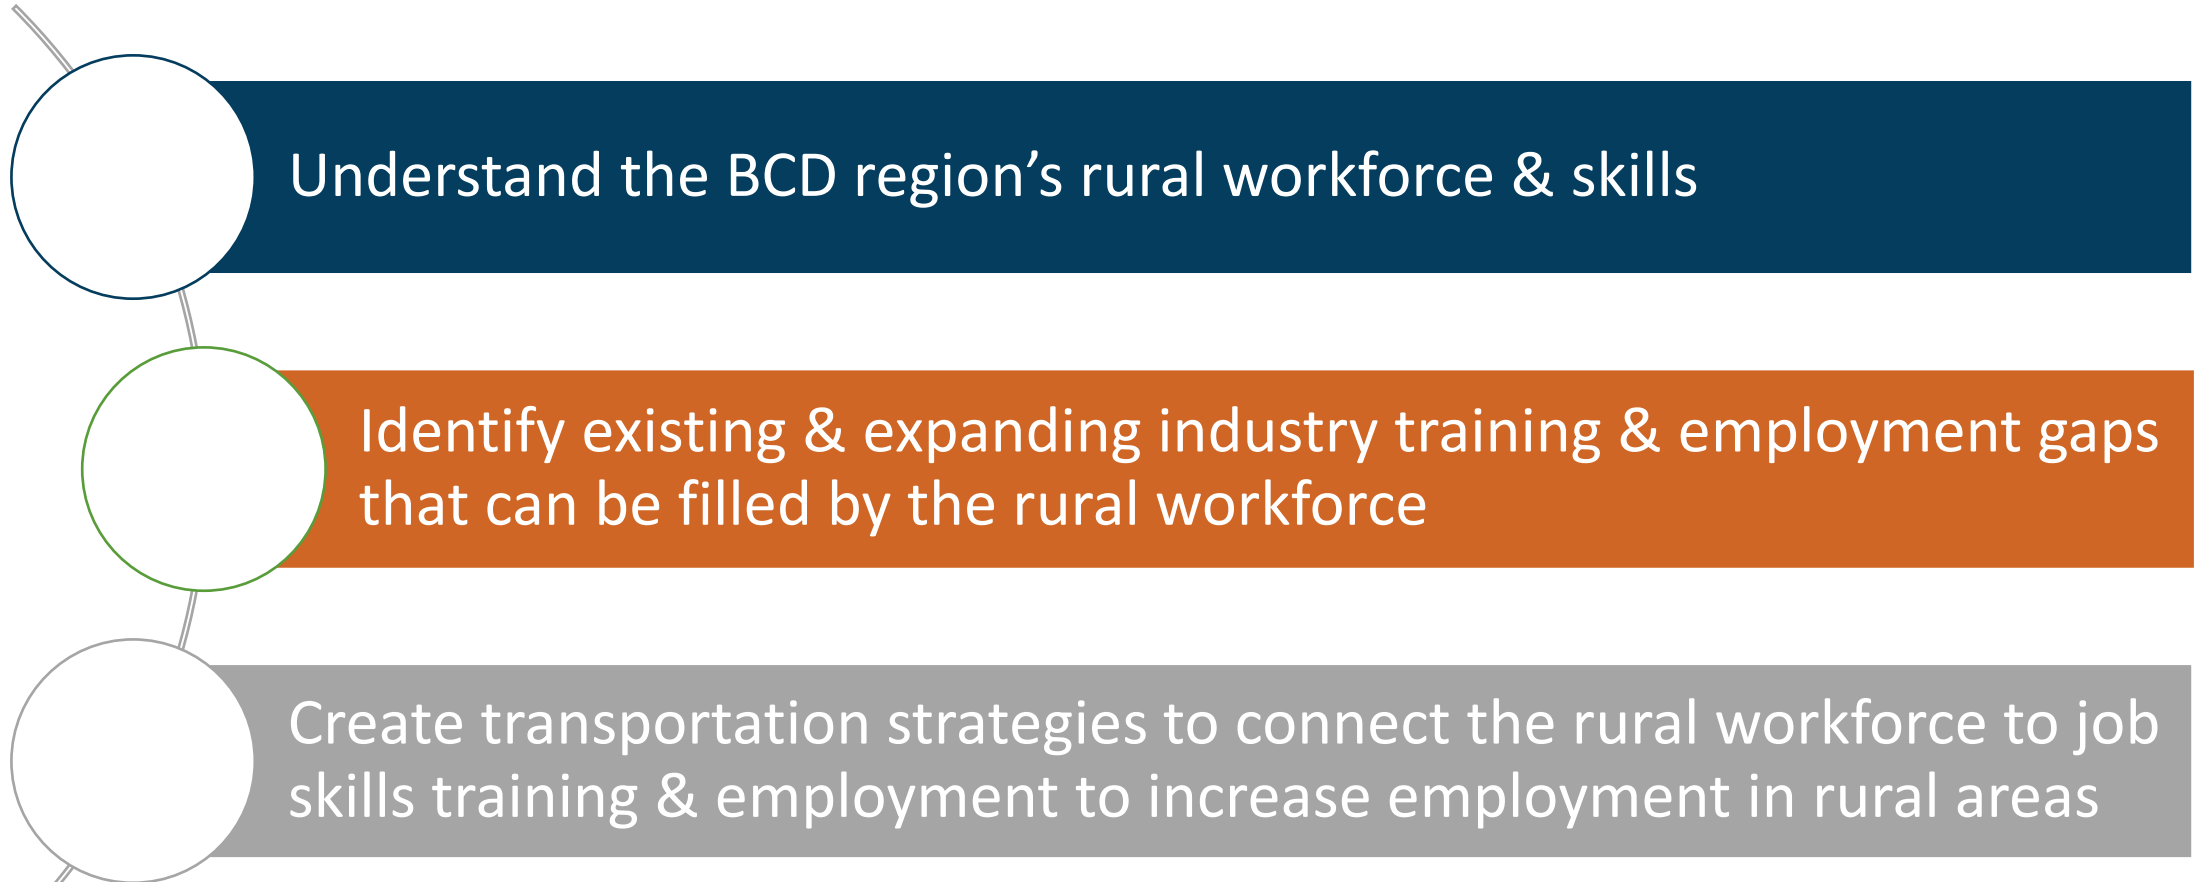 Understand the BCD region’s rural workforce & skills
Identify existing & expanding industry training & employment gaps
that can be filled by the rural workforce
Create transportation strategies to connect the rural workforce to job
skills training & employment to increase employment in rural areas